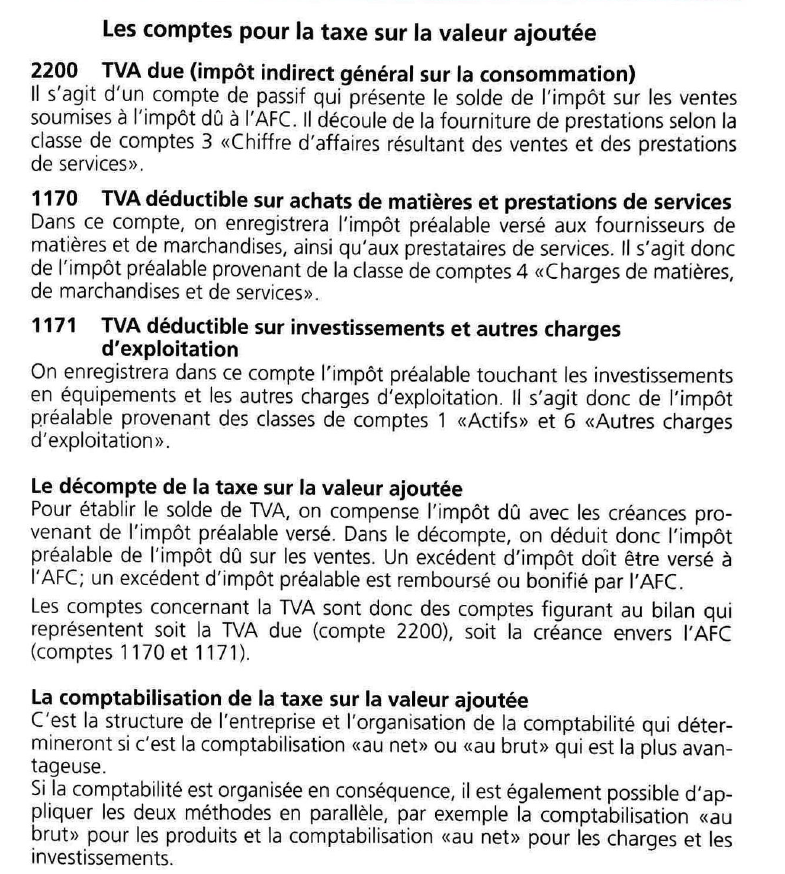 Les comptes pour la taxe sur la valeur ajoutée
2200 TVA due (impôt indirect général sur la consommation)
Il s'agit d'un compte de passif qui présente le solde de l'impôt sur les ventes
soumises à l'impôt dû à l'AFC. Il découle de la fourniture de prestations selon la
classe de comptes 3 «Chiffre d'affaires résultant des ventes et des prestations
de services».
1170 TVA déductible sur achats de matières et prestations de services
Dans ce compte, on enregistrera l'impôt préalable versé aux fournisseurs de
matières et de marchandises, ainsi qu'aux prestataires de services. Il s'agit donc
de l'impôt préalable provenant de la classe de comptes 4 «Charges de matières,
de marchandises et de services».
1171 TVA déductible sur investissements et autres charges
d'exploitation
On enregistrera dans ce compte l'impôt préalable touchant les investissements
en équipements et les autres charges d'exploitation. Il s'agit donc de l'impôt
préalable provenant des classes de comptes 1 «Actifs» et 6 «Autres charges
d'exploitation».
Le décompte de la taxe sur la valeur ajoutée
Pour établir le solde de TVA, on compense l'impôt dû avec les créances pro-
venant de l'impôt préalable versé. Dans le décompte, on déduit donc l'impôt
préalable de l'impôt dû sur les ventes. Un excédent d'impôt doit être versé à
l'AFC; un excédent d'impôt préalable est remboursé ou bonifié par l'AFC.
Les comptes concernant la TVA sont donc des comptes figurant au bilan qui
représentent soit la TVA due (compte 2200), soit la créance envers l'AFC
(comptes 1170 et 1171).
La comptabilisation de la taxe sur la valeur ajoutée
C'est la structure de l'entreprise et l'organisation de la comptabilité qui déter-
mineront si c'est la comptabilisation «au net» ou «au brut» qui est la plus avan-
tageuse.
Si la comptabilité est organisée en conséquence, il est également possible d'ap-
pliquer les deux méthodes en parallèle, par exemple la comptabilisation «au
brut» pour les produits et la comptabilisation «au net» pour les charges et les
investissements.